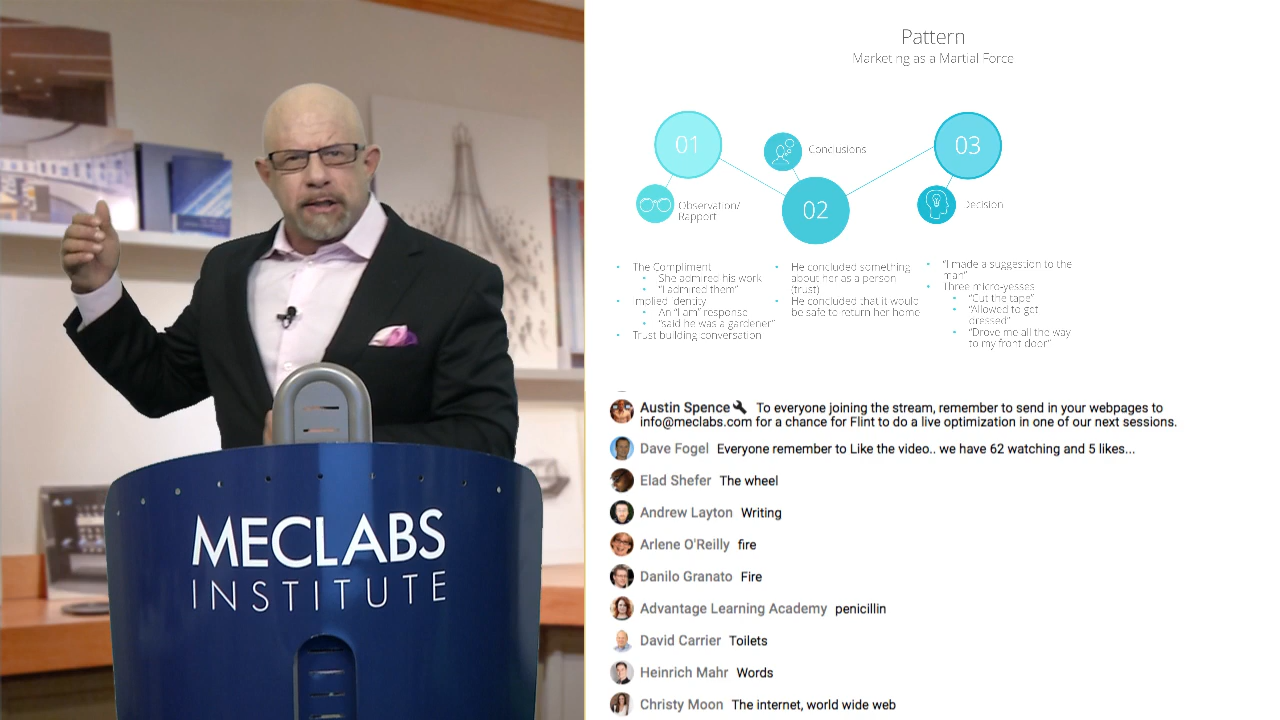 MECLABS
INSTITUTE
Pattern
Marketing as a Martial Force
01
Conclusions
03
Observation/
Rapport
02
Decision
The Compliment
She admired his work
"I admired them"
Implied identity
An "I am" response
"said he was a gardener"
Trust building conversation
He concluded something
about her as a person
(trust)
He concluded that it would
be safe to return her home
"I made a suggestion to the
man"
Three micro-yesses
"Cut the tape"
"Allowed to get
dressed"
"Drove me all the way
to my front door"
Austin Spence To everyone joining the stream, remember to send in your webpages to
info@meclabs.com for a chance for Flint to do a live optimization in one of our next sessions.
Dave Fogel Everyone remember to Like the video.. we have 62 watching and 5 likes...
Elad Shefer The wheel
Andrew Layton Writing
Arlene O'Reilly fire
Danilo Granato Fire
Advantage Learning Academy penicillin
David Carrier Toilets
Heinrich Mahr Words
Christy Moon The internet, world wide web